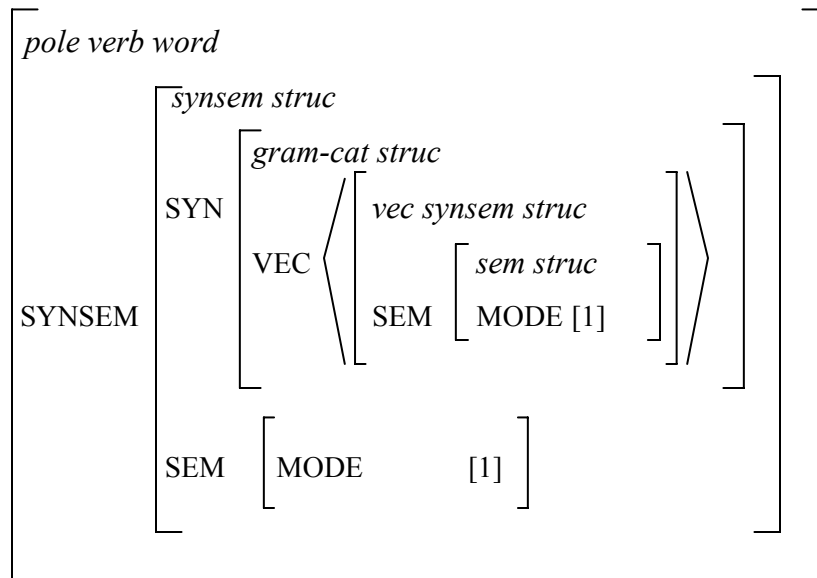 pole verb word
synsem struc
gram-cat struc
SYN
vec synsem struc
VEC
sem struc
SYNSEM
SEM
MODE [1]
SEM
MODE [1]